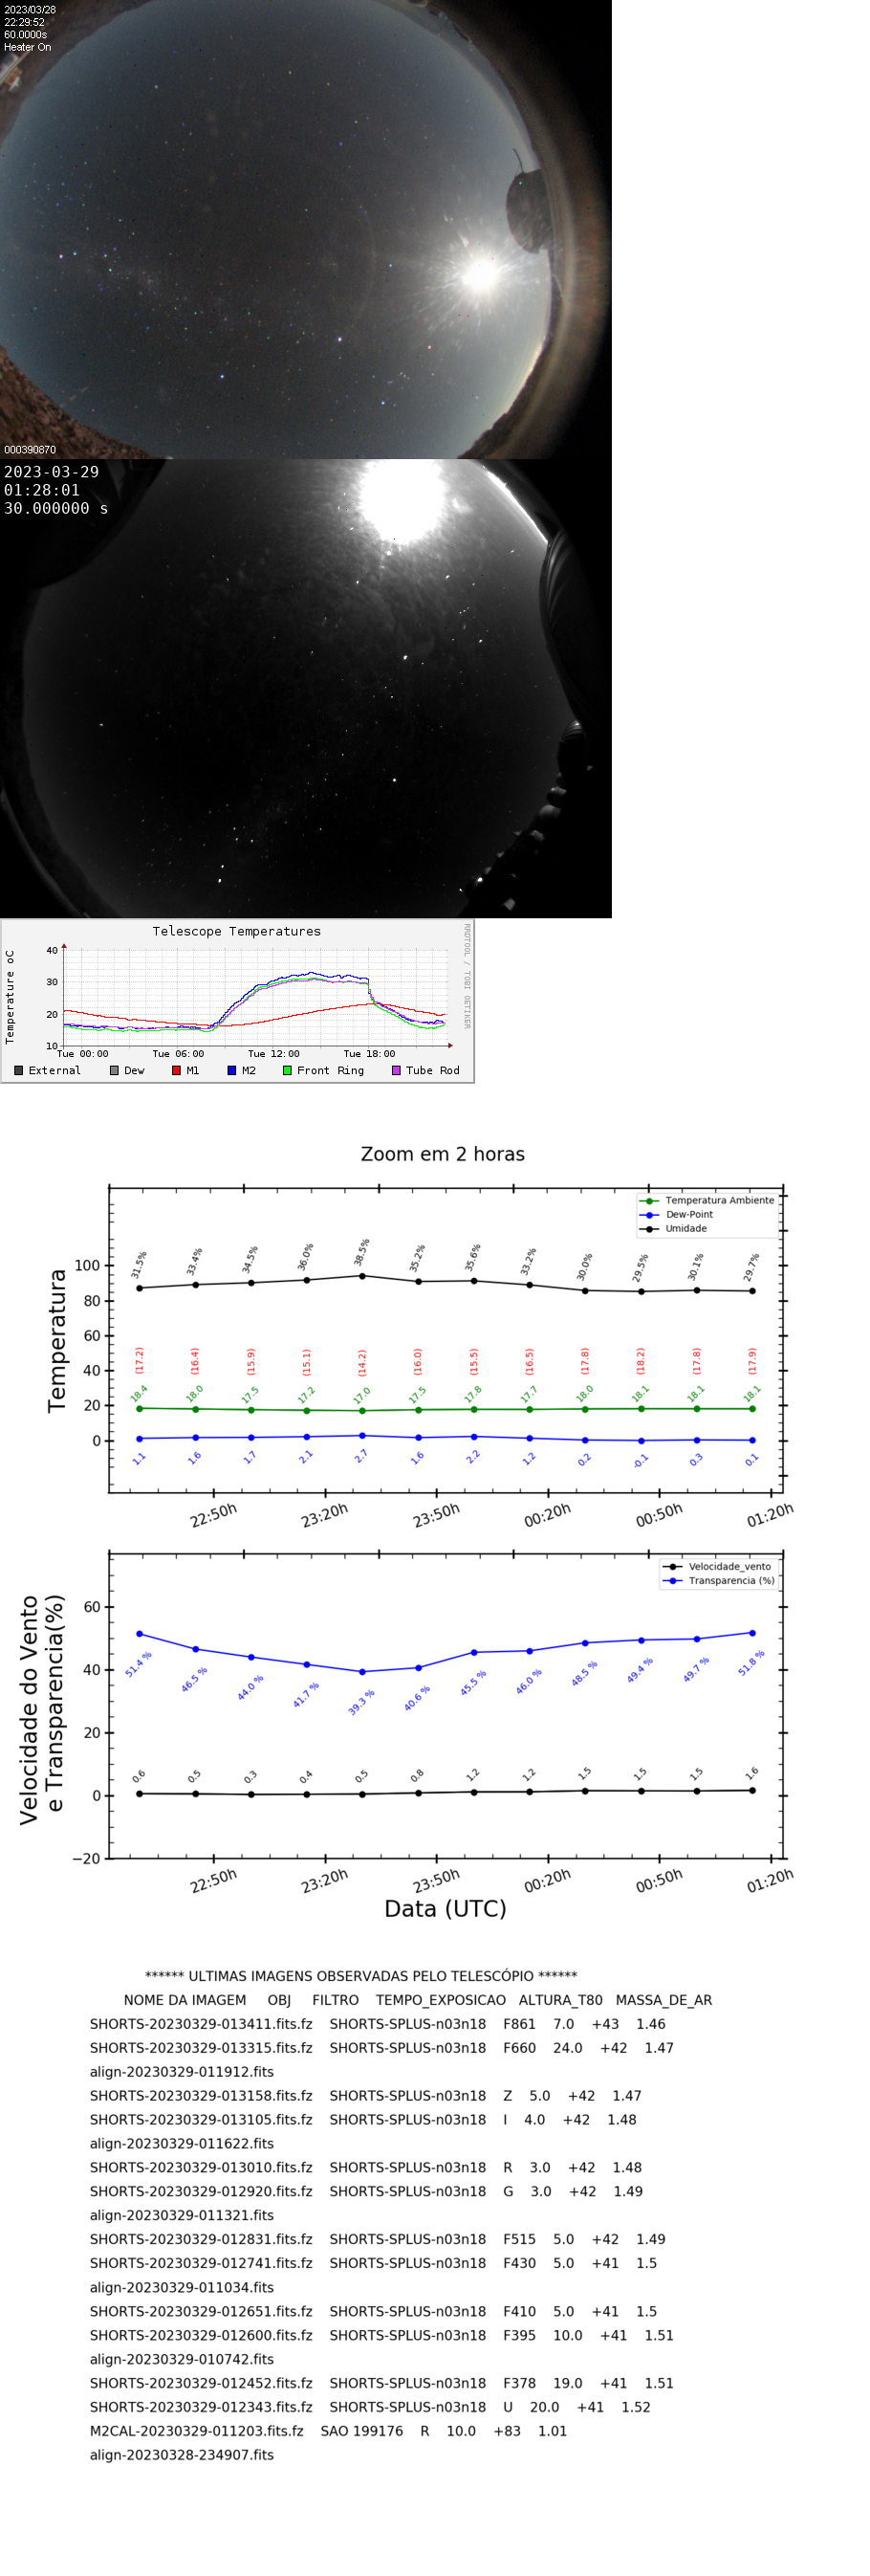 2023/03/28
22:29:52
60.0000s
Heater On
000390870
2023-03-29
01:28:01
30.000000 s
Telescope Temperatures
RRDTOOL / TOBI OETIKER
Temperature oC
40
30
20
10
Tue 00:00 Tue 06:00 Tue 12:00 Tue 18:00
External Dew M1 M2 Front Ring Tube Rod
Zoom em 2 horas
Temperatura Ambiente
Dew-Point
Umidade
Temperatura
100
80
60
40
20
0
31.5% 33.4% 34.5% 36.0% 38.5% 35.2% 35.6% 33.2% 30.0% 29.5% 30.1% 29.7%
(17.2) (16.4) (15.9) (15.1) (14.2) (16.0) (15.5) (16.5) (17.8) (18.2) (17.8) (17.9)
18.4 18.0 17.5 17.2 17.0 17.5 17.8 17.7 18.0 18.1 18.1 18.1
1.1 1.6 1.7 2.1 2.7 1.6 2.2 1.2 0.2 -0.1 0.3 0.1
22:50h 23:20h 23:50h 00:20h 00:50h 01:20h
Velocidade_vento
Transparencia (%)
Velocidade do Vento
e Transparencia(%)
60
40
20
0
−20
51.4 % 46.5 % 44.0 % 41.7 % 39.3 % 40.6 % 45.5 % 46.0 % 48.5 % 49.4 % 49.7 % 51.8 %
0.6 0.5 0.3 0.4 0.5 0.8 1.2 1.2 1.5 1.5 1.5 1.6
22:50h 23:20h 23:50h 00:20h 00:50h 01:20h
Data (UTC)
****** ULTIMAS IMAGENS OBSERVADAS PELO TELESCÓPIO ******
NOME DA IMAGEM OBJ FILTRO TEMPO_EXPOSICAO ALTURA_T80 MASSA_DE_AR
SHORTS-20230329-013411.fits.fz SHORTS-SPLUS-n03n18 F861 7.0 +43 1.46
SHORTS-20230329-013315.fits.fz SHORTS-SPLUS-n03n18 F660 24.0 +42 1.47
align-20230329-011912.fits
SHORTS-20230329-013158.fits.fz SHORTS-SPLUS-n03n18 Z 5.0 +42 1.47
SHORTS-20230329-013105.fits.fz SHORTS-SPLUS-n03n18 I 4.0 +42 1.48
align-20230329-011622.fits
SHORTS-20230329-013010.fits.fz SHORTS-SPLUS-n03n18 R 3.0 +42 1.48
SHORTS-20230329-012920.fits.fz SHORTS-SPLUS-n03n18 G 3.0 +42 1.49
align-20230329-011321.fits
SHORTS-20230329-012831.fits.fz SHORTS-SPLUS-n03n18 F515 5.0 +42 1.49
SHORTS-20230329-012741.fits.fz SHORTS-SPLUS-n03n18 F430 5.0 +41 1.5
align-20230329-011034.fits
SHORTS-20230329-012651.fits.fz SHORTS-SPLUS-n03n18 F410 5.0 +41 1.5
SHORTS-20230329-012600.fits.fz SHORTS-SPLUS-n03n18 F395 10.0 +41 1.51
align-20230329-010742.fits
SHORTS-20230329-012452.fits.fz SHORTS-SPLUS-n03n18 F378 19.0 +41 1.51
SHORTS-20230329-012343.fits.fz SHORTS-SPLUS-n03n18 U 20.0 +41 1.52
M2CAL-20230329-011203.fits.fz SAO 199176 R 10.0 +83 1.01
align-20230328-234907.fits